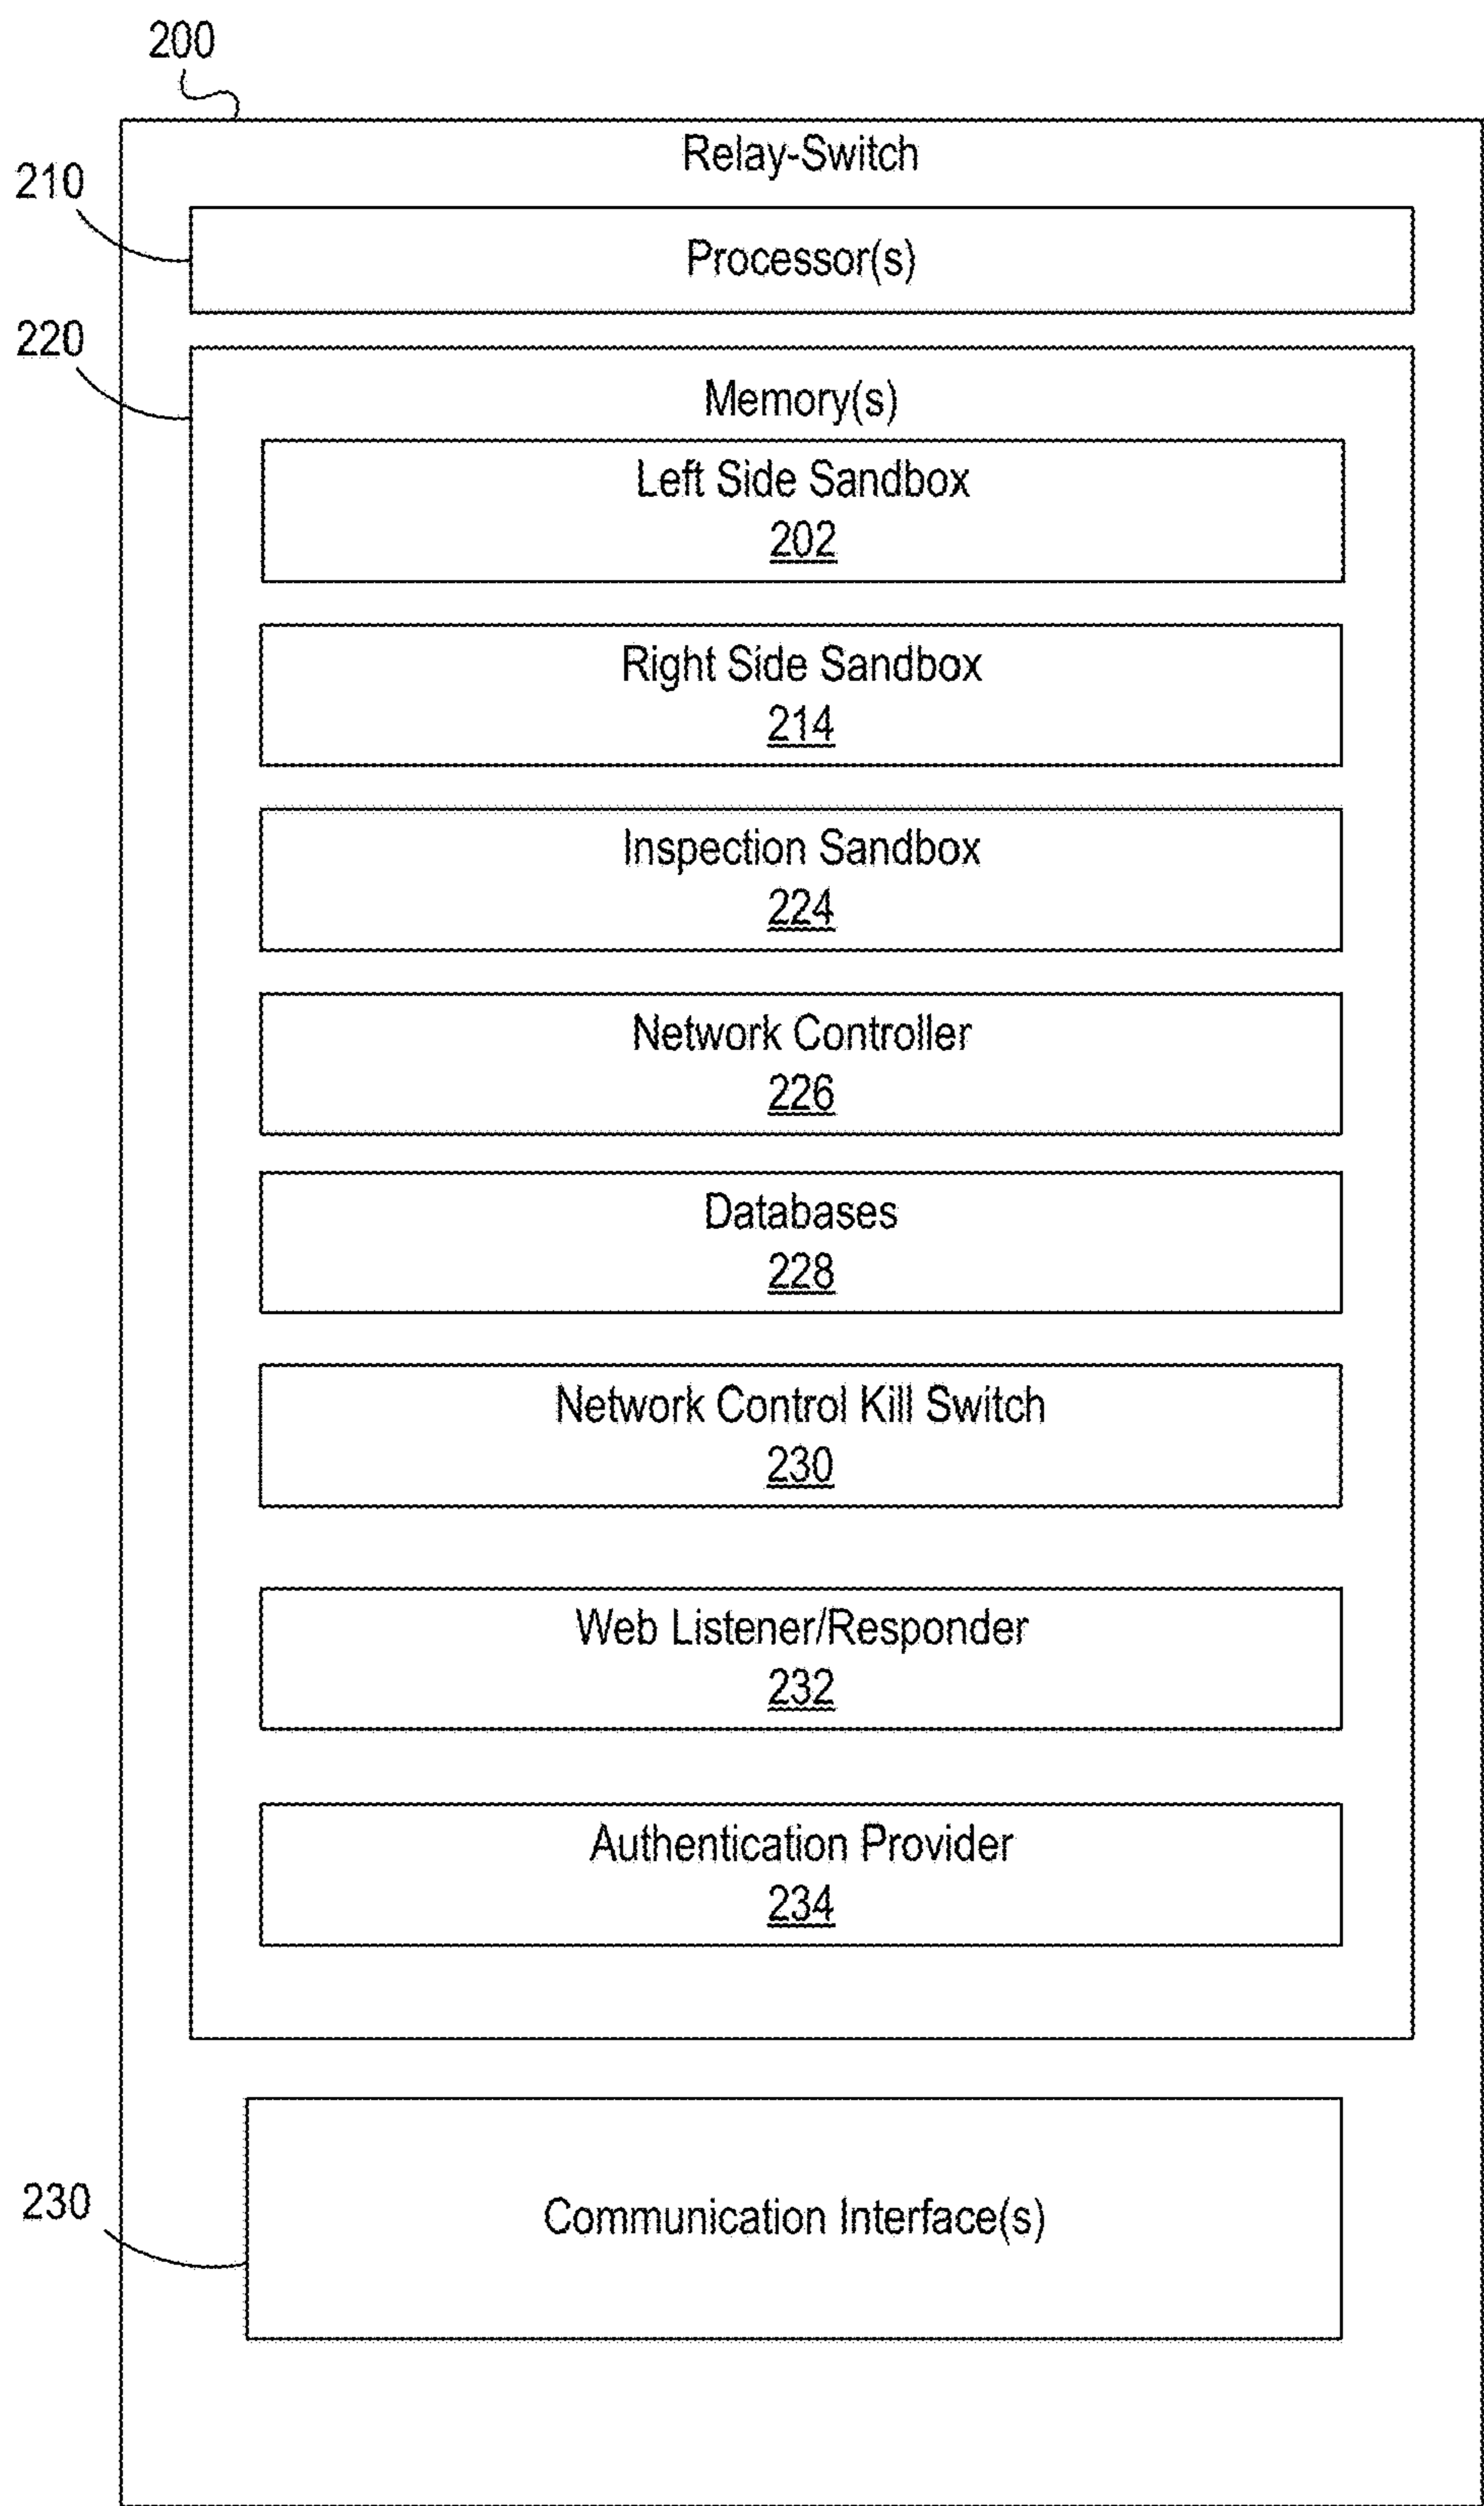 200
Relay-Switch
210
Processor(s)
220
Memory(s)
Left Side Sandbox
202
Right Side Sandbox
214
Inspection Sandbox
224
Network Controller
226
Databases
228
Network Control Kill Switch
230
Web Listener/Responder
232
Authentication Provider
234
230
Communication Interface(s)